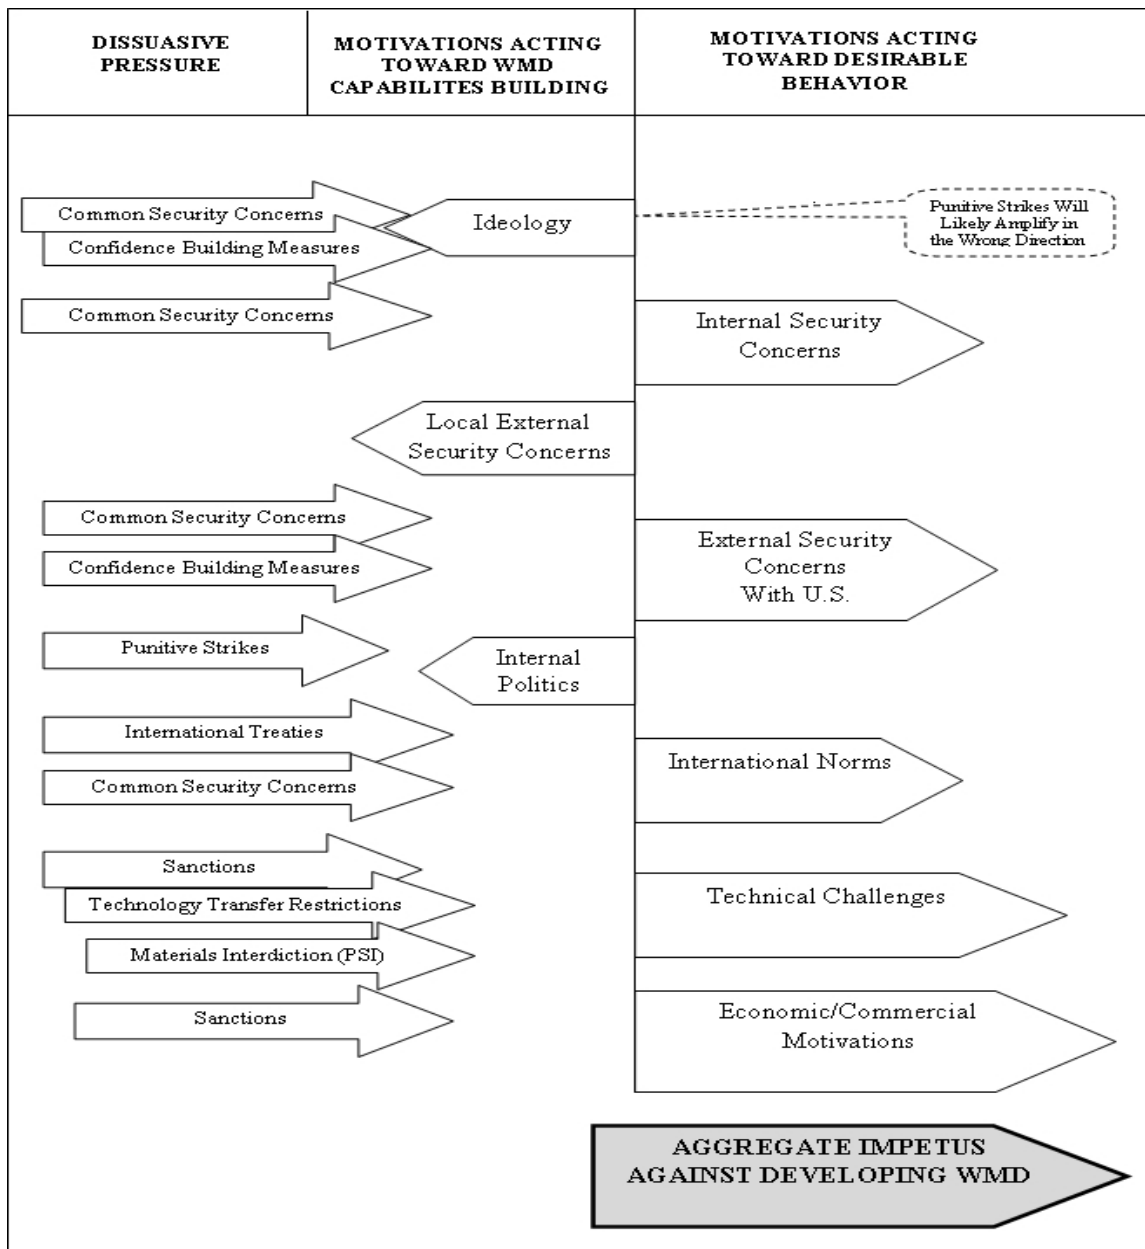 DISSUASIVE
PRESSURE
MOTIVATIONS ACTING
TOWARD WMD
CAPABILITES BUILDING
MOTIVATIONS ACTING
TOWARD DESIRABLE
BEHAVIOR
Common Security Concerns
Confidence Building Measures
Ideology
Punitive Strikes Will
Likely Amplify in
the Wrong Direction
Common Security Concerns
Internal Security
Concerns
Local External
Security Concerns
Common Security Concerns
Confidence Building Measures
External Security
Concerns
With U.S.
Punitive Strikes
Internal
Politics
International Treaties
Common Security Concerns
International Norms
Sanctions
Technology Transfer Restrictions
Materials Interdiction (PSI)
Technical Challenges
Sanctions
Economic/Commercial
Motivations
AGGREGATE IMPETUS
AGAINST DEVELOPING WMD